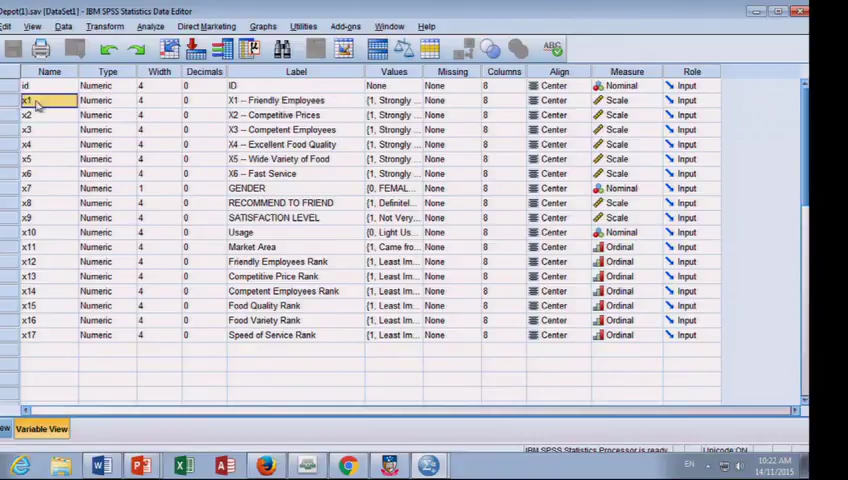 Depot(1).sav [DataSet1] - IBM SPSS Statistics Data Editor
Edit View Data Transform Analyze Direct Marketing Graphs Utilities Add-ons Window Help
Name Type Width Decimals Label Values Missing Columns Align Measure Role
id Numeric 4 0 ID None None 8 Center Nominal Input
x1 Numeric 4 0 X1 -- Friendly Employees {1, Strongly ... None 8 Center Scale Input
x2 Numeric 4 0 X2 -- Competitive Prices {1, Strongly ... None 8 Center Scale Input
x3 Numeric 4 0 X3 -- Competent Employees {1, Strongly ... None 8 Center Scale Input
x4 Numeric 4 0 X4 -- Excellent Food Quality {1, Strongly ... None 8 Center Scale Input
x5 Numeric 4 0 X5 -- Wide Variety of Food {1, Strongly ... None 8 Center Scale Input
x6 Numeric 4 0 X6 -- Fast Service {1, Strongly ... None 8 Center Scale Input
x7 Numeric 1 0 GENDER {0, FEMAL... None 8 Center Nominal Input
x8 Numeric 4 0 RECOMMEND TO FRIEND {1, Definitel... None 8 Center Scale Input
x9 Numeric 4 0 SATISFACTION LEVEL {1, Not Very... None 8 Center Scale Input
x10 Numeric 4 0 Usage {0, Light Us... None 8 Center Nominal Input
x11 Numeric 4 0 Market Area {1, Came fro... None 8 Center Ordinal Input
x12 Numeric 4 0 Friendly Employees Rank {1, Least Im... None 8 Center Ordinal Input
x13 Numeric 4 0 Competitive Price Rank {1, Least Im... None 8 Center Ordinal Input
x14 Numeric 4 0 Competent Employees Rank {1, Least Im... None 8 Center Ordinal Input
x15 Numeric 4 0 Food Quality Rank {1, Least Im... None 8 Center Ordinal Input
x16 Numeric 4 0 Food Variety Rank {1, Least Im... None 8 Center Ordinal Input
x17 Numeric 4 0 Speed of Service Rank {1, Least Im... None 8 Center Ordinal Input
Variable View
IBM SPSS Statistics Processor is ready Unicode:ON
EN 10:22 AM
14/11/2015